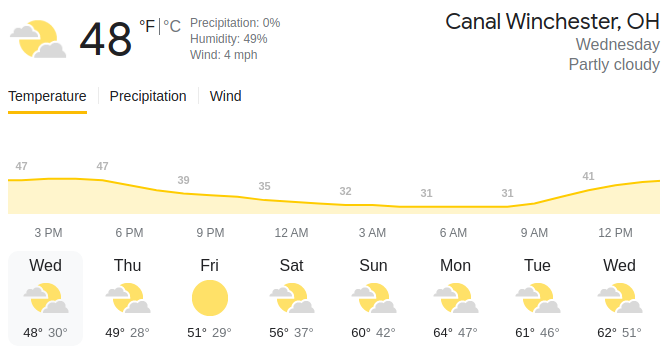 48 °F | °C
Precipitation: 0%
Humidity: 49%
Wind: 4 mph
Canal Winchester, OH
Wednesday
Partly cloudy
Temperature | Precipitation | Wind
47 47 39 35 32 31 31 41
3 PM 6 PM 9 PM 12 AM 3 AM 6 AM 9 AM 12 PM
Wed Thu Fri Sat Sun Mon Tue Wed
48° 30° 49° 28° 51° 29° 56° 37° 60° 42° 64° 47° 61° 46° 62° 51°